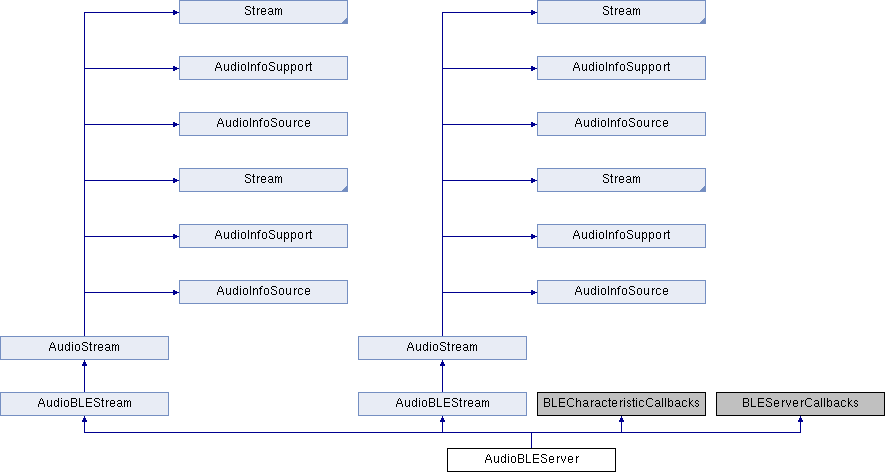 Stream
Stream
AudioInfoSupport
AudioInfoSupport
AudioInfoSource
AudioInfoSource
Stream
Stream
AudioInfoSupport
AudioInfoSupport
AudioInfoSource
AudioInfoSource
AudioStream
AudioStream
AudioBLEStream
AudioBLEStream
BLECharacteristicCallbacks
BLEServerCallbacks
AudioBLEServer